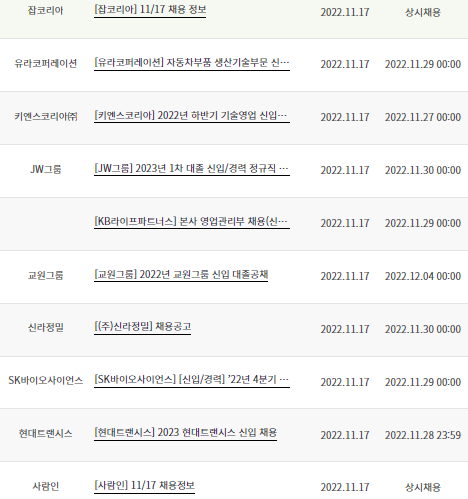 잡코리아 [잡코리아] 11/17 채용 정보 2022.11.17 상시채용
유라코퍼레이션 [유라코퍼레이션] 자동차부품 생산기술부문 신… 2022.11.17 2022.11.29 00:00
키엔스코리아㈜ [키엔스코리아] 2022년 하반기 기술영업 신입… 2022.11.17 2022.11.27 00:00
JW그룹 [JW그룹] 2023년 1차 대졸 신입/경력 정규직 … 2022.11.17 2022.11.30 00:00
[KB라이프파트너스] 본사 영업관리부 채용(신… 2022.11.17 2022.11.29 00:00
교원그룹 [교원그룹] 2022년 교원그룹 신입 대졸공채 2022.11.17 2022.12.04 00:00
신라정밀 [(주)신라정밀] 채용공고 2022.11.17 2022.11.30 00:00
SK바이오사이언스 [SK바이오사이언스] [신입/경력] '22년 4분기 … 2022.11.17 2022.11.29 00:00
현대트랜시스 [현대트랜시스] 2023 현대트랜시스 신입 채용 2022.11.17 2022.11.28 23:59
사람인 [사람인] 11/17 채용정보 2022.11.17 상시채용